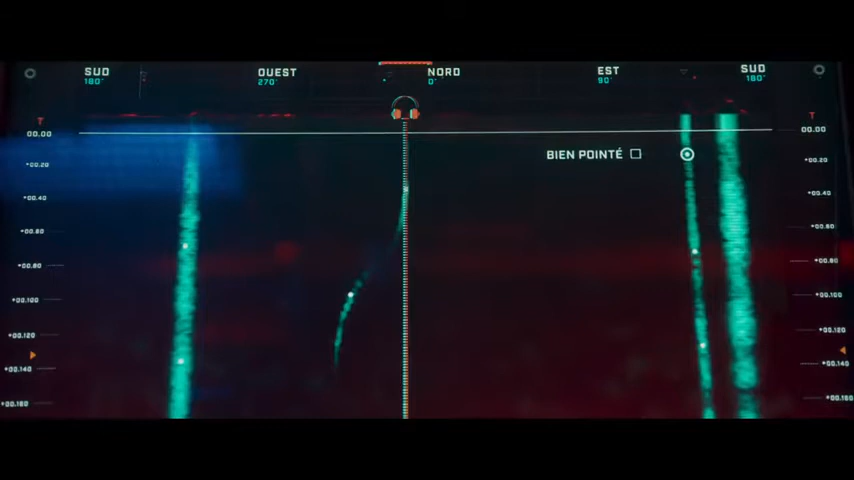 SUD OUEST NORD EST SUD
180° 270° 90° 180°
T T
00.00 00.00
BIEN POINTÉ
+00.20 +00.20
+00.40 +00.40
+00.60 +00.60
+00.80 +00.80
+00.100 +00.100
+00.120 +00.120
+00.140 +00.140
+00.160 +00.160